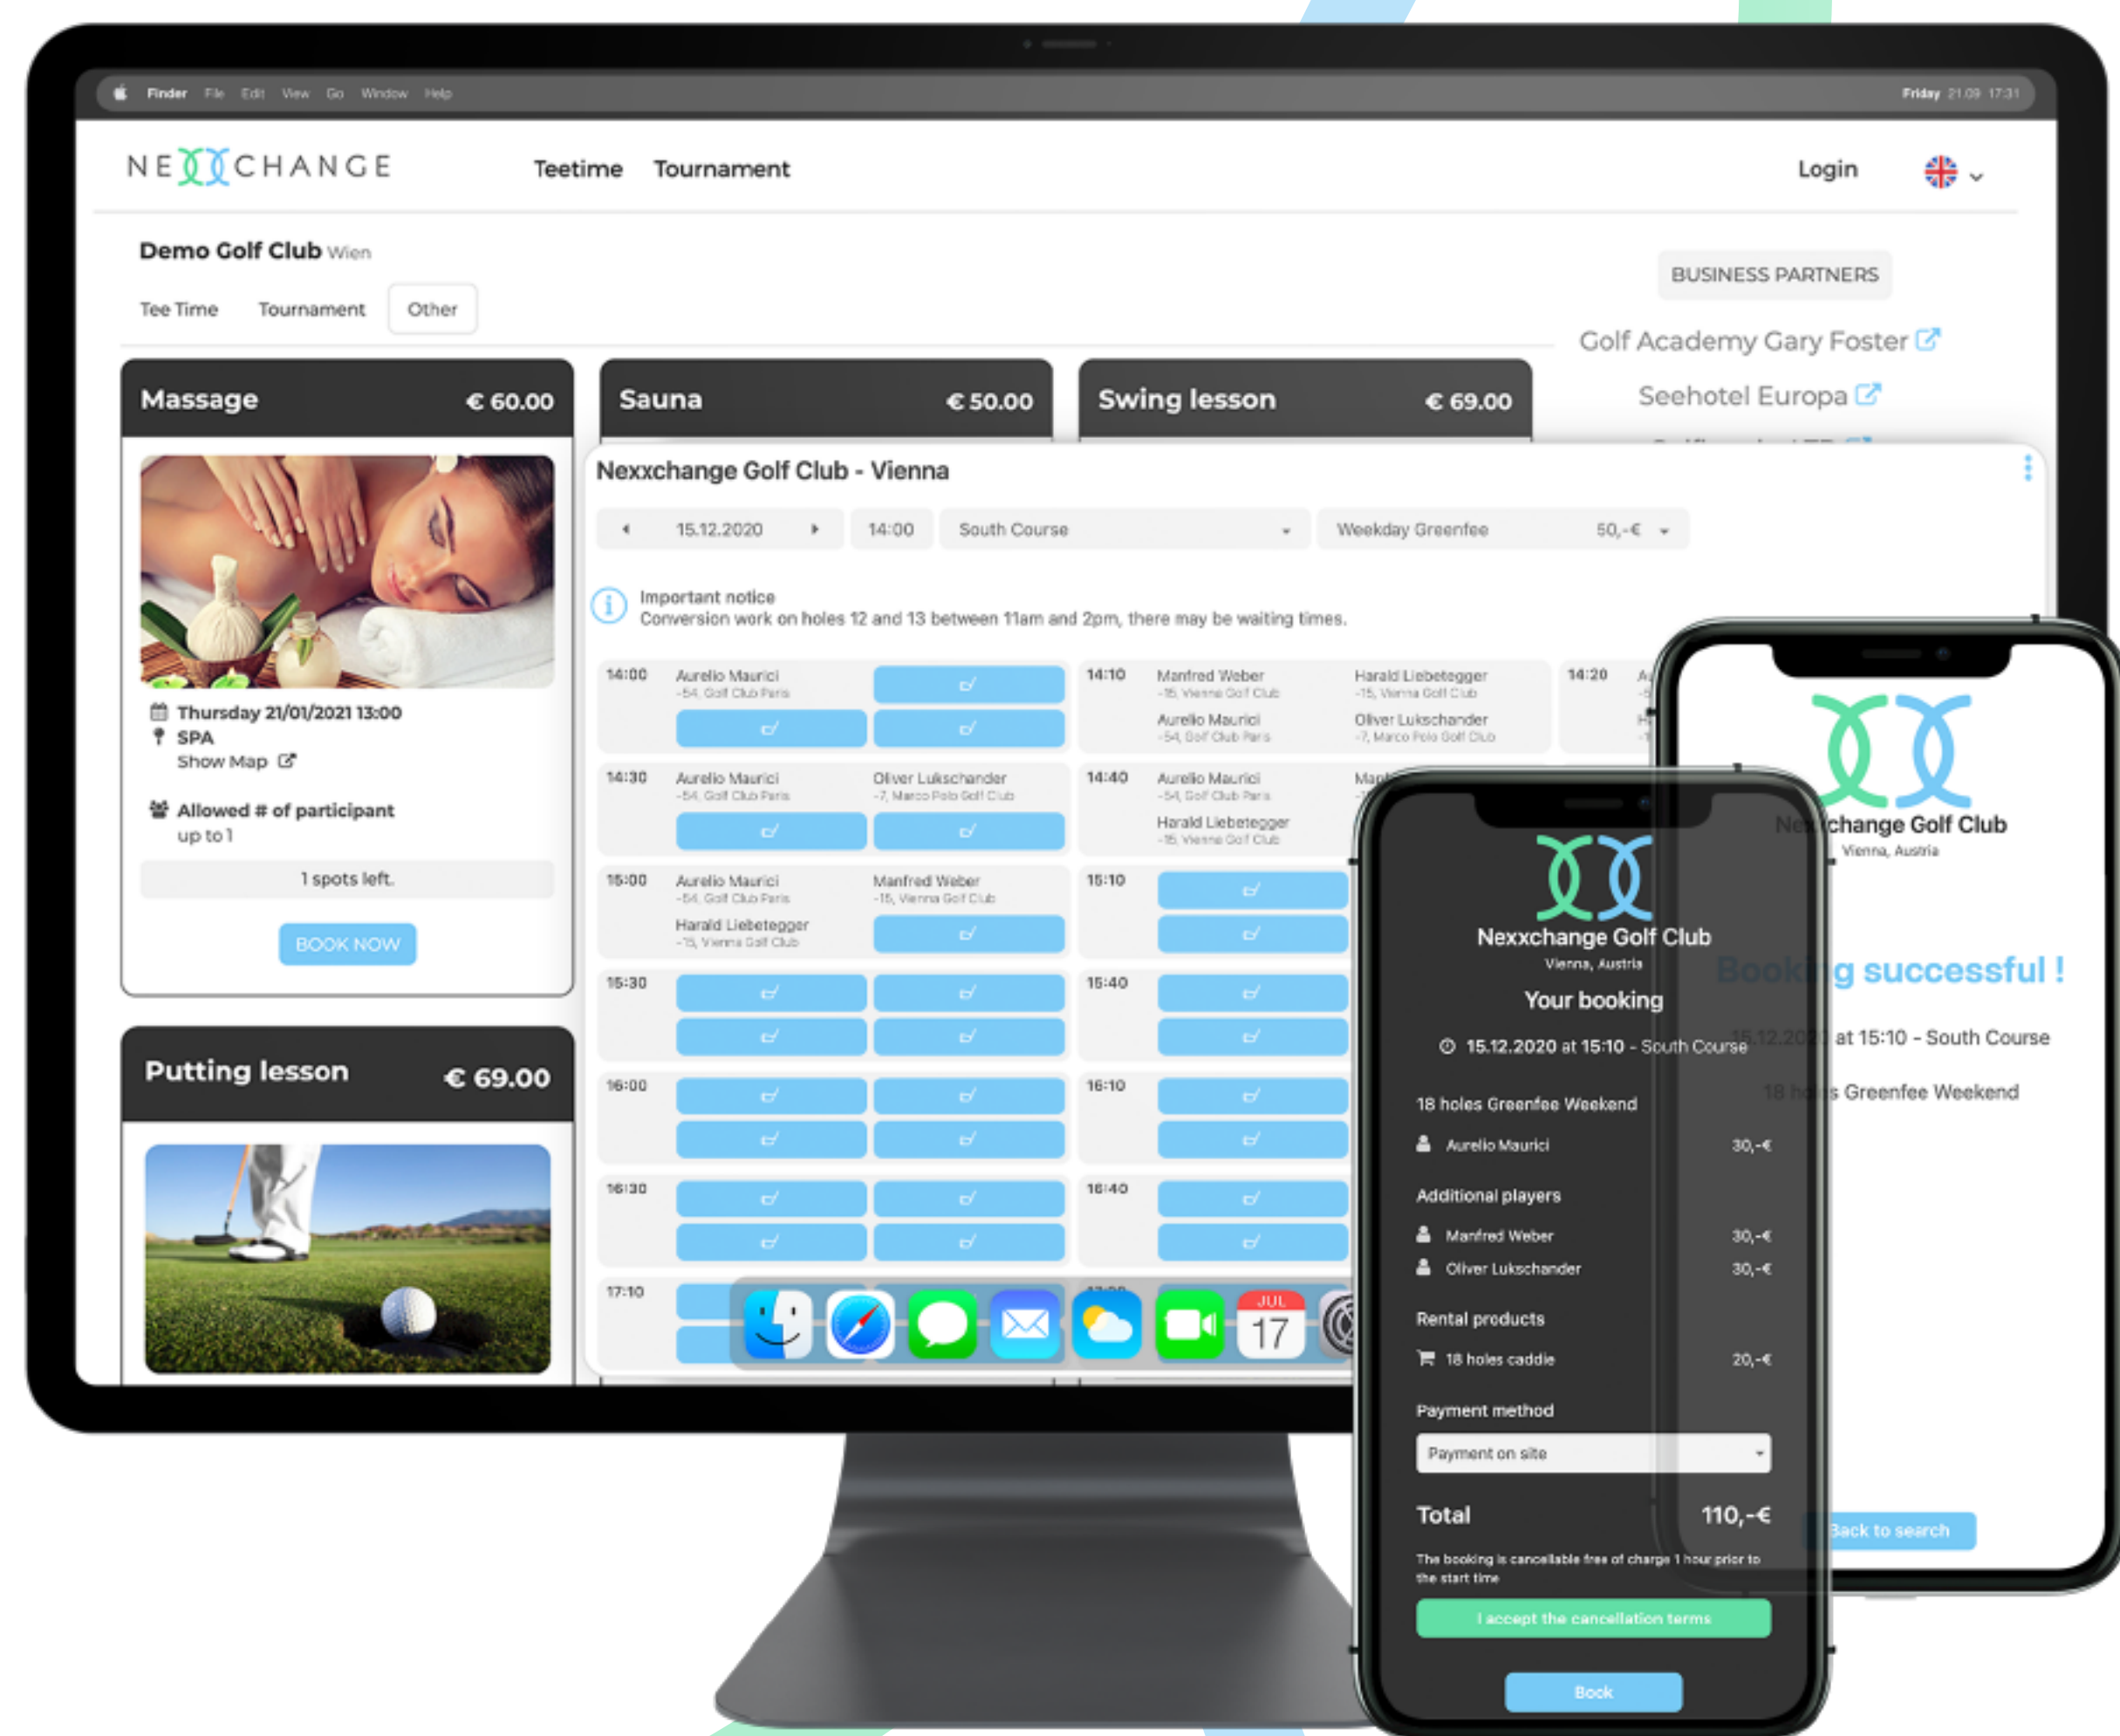 Finder File Edit View Go Window Help
Friday 21.09 17:31
NEXXCHANGE
Teetime Tournament
Login
Demo Golf Club Wien
Tee Time Tournament Other
BUSINESS PARTNERS
Golf Academy Gary Foster
Seehotel Europa
Massage € 60.00
Sauna € 50.00
Swing lesson € 69.00
Thursday 21/01/2021 13:00
SPA
Show Map
Allowed # of participant
up to 1
1 spots left.
BOOK NOW
Putting lesson € 69.00
Nexxchange Golf Club - Vienna
15.12.2020 14:00 South Course Weekday Greenfee 50,-€
Important notice
Conversion work on holes 12 and 13 between 11am and 2pm, there may be waiting times.
14:00 Aurelio Maurici
-54, Golf Club Paris
14:10 Manfred Weber Harald Liebetegger
-15, Vienna Golf Club -15, Vienna Golf Club
Aurelio Maurici Oliver Lukschander
-54, Golf Club Paris -7, Marco Polo Golf Club
14:20
14:30 Aurelio Maurici Oliver Lukschander
-54, Golf Club Paris -7, Marco Polo Golf Club
14:40 Aurelio Maurici
-54, Golf Club Paris
Harald Liebetegger
-15, Vienna Golf Club
15:00 Aurelio Maurici Manfred Weber
-54, Golf Club Paris -15, Vienna Golf Club
Harald Liebetegger
-15, Vienna Golf Club
15:10
15:30 15:40
16:00 16:10
16:30 16:40
17:10
JUL
17
Nexxchange Golf Club
Vienna, Austria
Your booking
15.12.2020 at 15:10 - South Course
18 holes Greenfee Weekend
Aurelio Maurici 30,-€
Additional players
Manfred Weber 30,-€
Oliver Lukschander 30,-€
Rental products
18 holes caddie 20,-€
Payment method
Payment on site
Total 110,-€
The booking is cancellable free of charge 1 hour prior to
the start time
I accept the cancellation terms
Book
Nexxchange Golf Club
Vienna, Austria
Booking successful !
15.12.2020 at 15:10 - South Course
18 holes Greenfee Weekend
Back to search